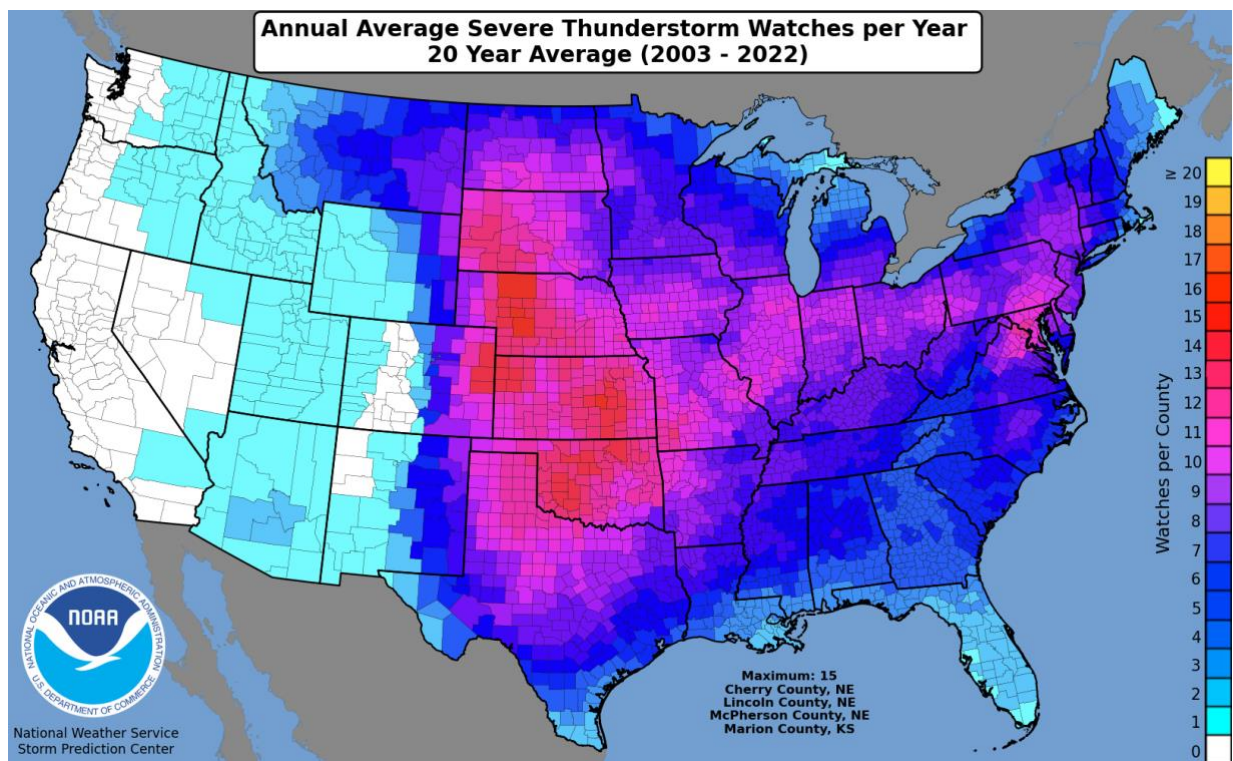 Annual Average Severe Thunderstorm Watches per Year
20 Year Average (2003 - 2022)
≥ 20
19
18
17
16
15
14
13
12
11
10
9
8
7
6
5
4
3
2
1
0
Watches per County
Maximum: 15
Cherry County, NE
Lincoln County, NE
McPherson County, NE
Marion County, KS
NATIONAL OCEANIC AND ATMOSPHERIC ADMINISTRATION
NOAA
U.S. DEPARTMENT OF COMMERCE
National Weather Service
Storm Prediction Center